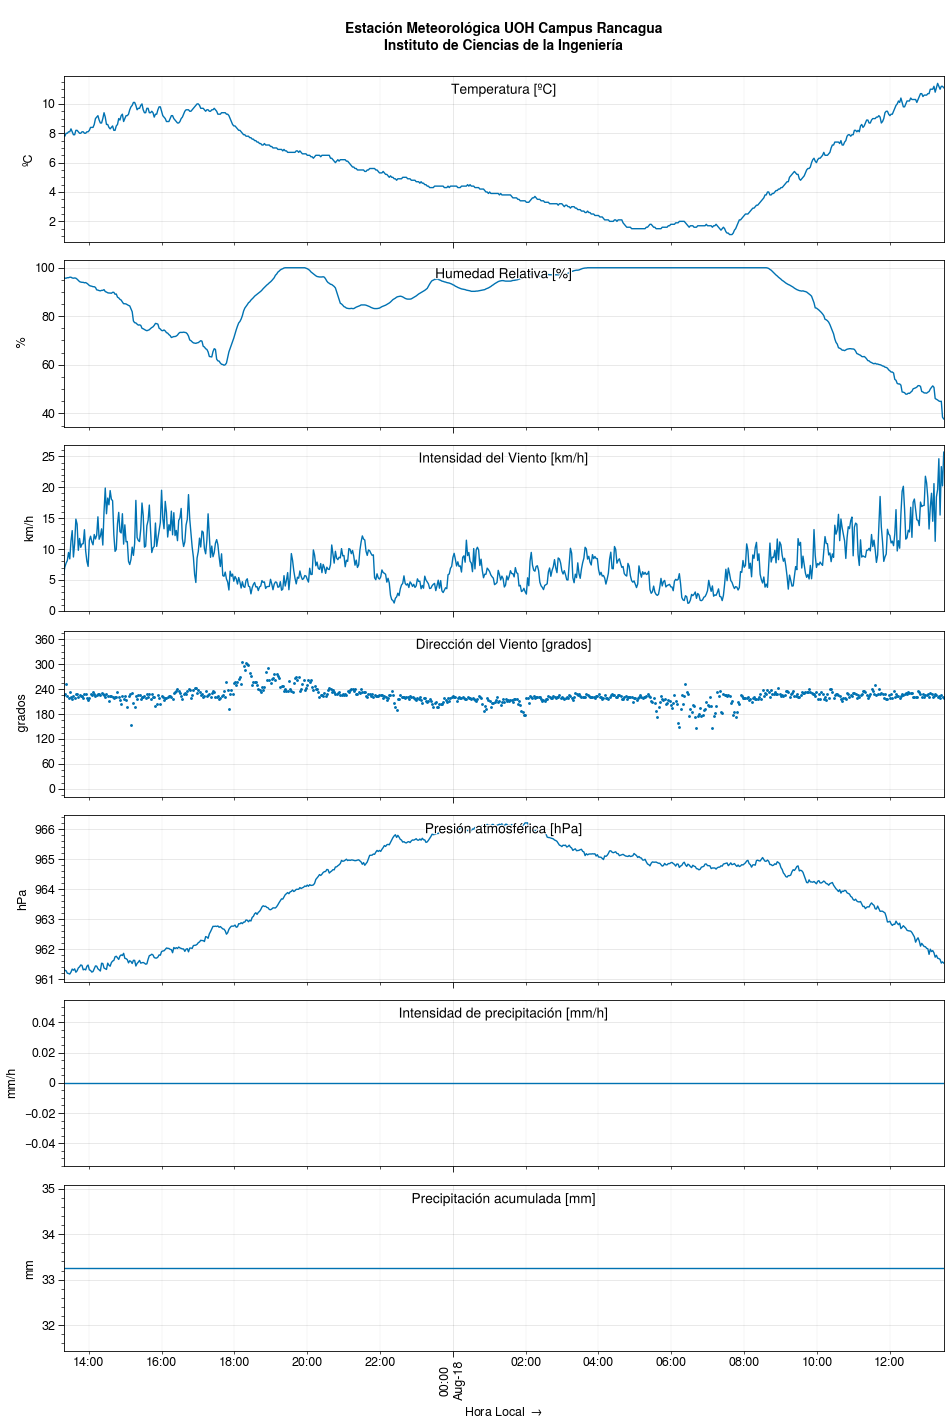 Estación Meteorológica UOH Campus Rancagua
Instituto de Ciencias de la Ingeniería
Temperatura [ºC]
10
8
6
4
2
ºC
Humedad Relativa [%]
100
80
60
40
%
Intensidad del Viento [km/h]
25
20
15
10
5
0
km/h
Dirección del Viento [grados]
360
300
240
180
120
60
0
grados
Presión atmosférica [hPa]
966
965
964
963
962
961
hPa
Intensidad de precipitación [mm/h]
0.04
0.02
0
−0.02
−0.04
mm/h
Precipitación acumulada [mm]
35
34
33
32
mm
14:00 16:00 18:00 20:00 22:00 00:00 02:00 04:00 06:00 08:00 10:00 12:00
Aug-18
Hora Local →